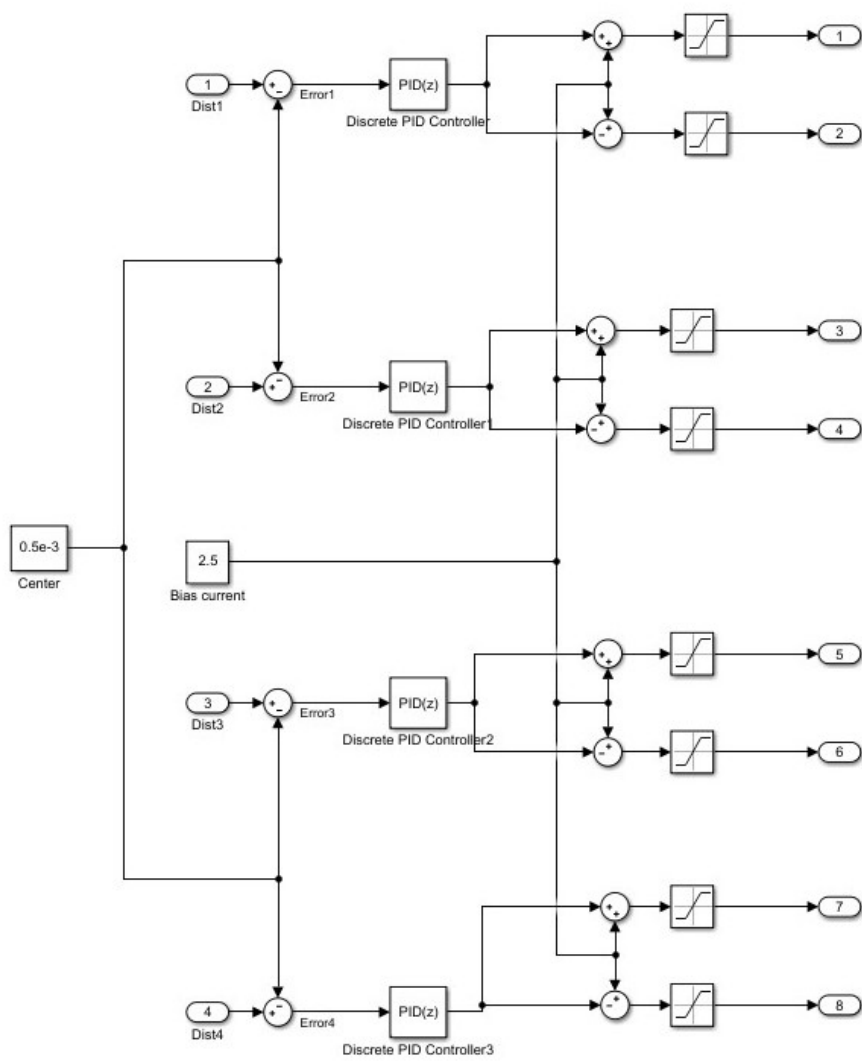 1
Dist1
Error1
PID(z)
Discrete PID Controller
1
2
2
Dist2
Error2
PID(z)
Discrete PID Controller1
3
4
0.5e-3
Center
2.5
Bias current
3
Dist3
Error3
PID(z)
Discrete PID Controller2
5
6
4
Dist4
Error4
PID(z)
Discrete PID Controller3
7
8